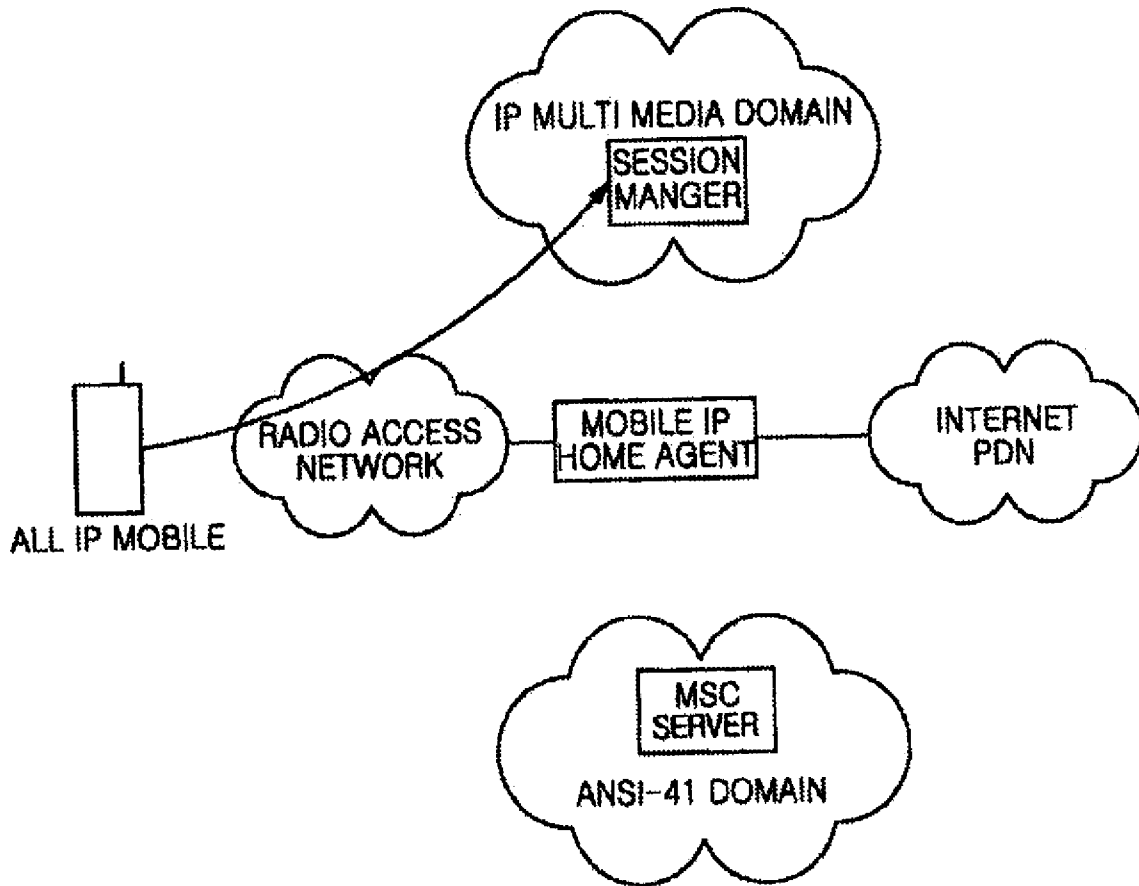 IP MULTI MEDIA DOMAIN
SESSION
MANGER
RADIO ACCESS
NETWORK
MOBILE IP
HOME AGENT
INTERNET
PDN
ALL IP MOBILE
MSC
SERVER
ANSI-41 DOMAIN